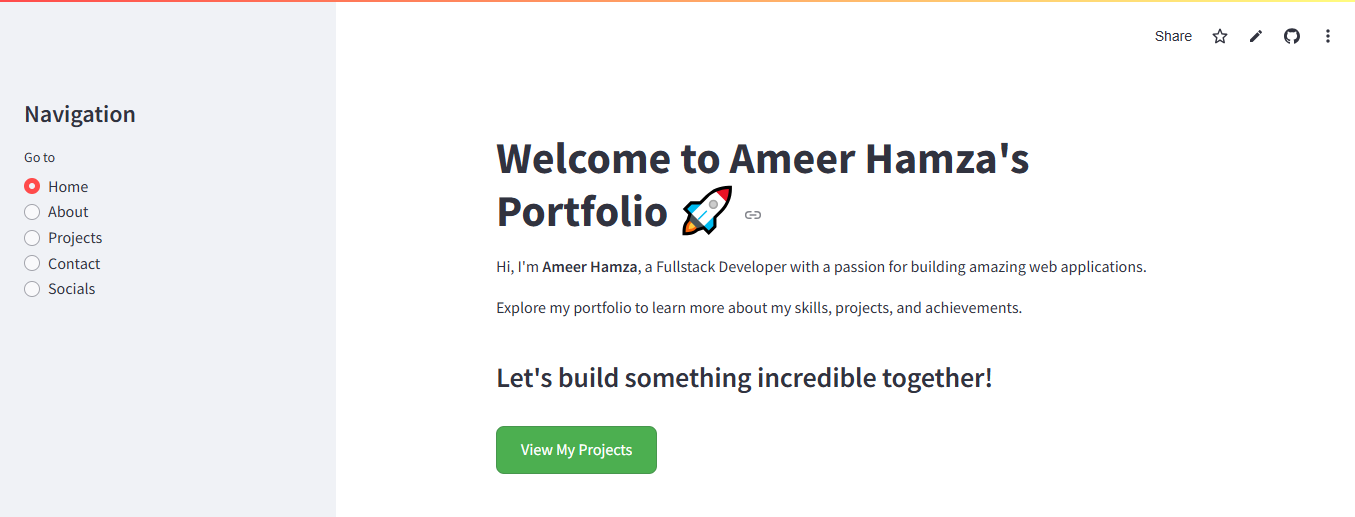 Share
Navigation
Go to
Home
About
Projects
Contact
Socials
Welcome to Ameer Hamza's
Portfolio 🚀
Hi, I'm Ameer Hamza, a Fullstack Developer with a passion for building amazing web applications.
Explore my portfolio to learn more about my skills, projects, and achievements.
Let's build something incredible together!
View My Projects